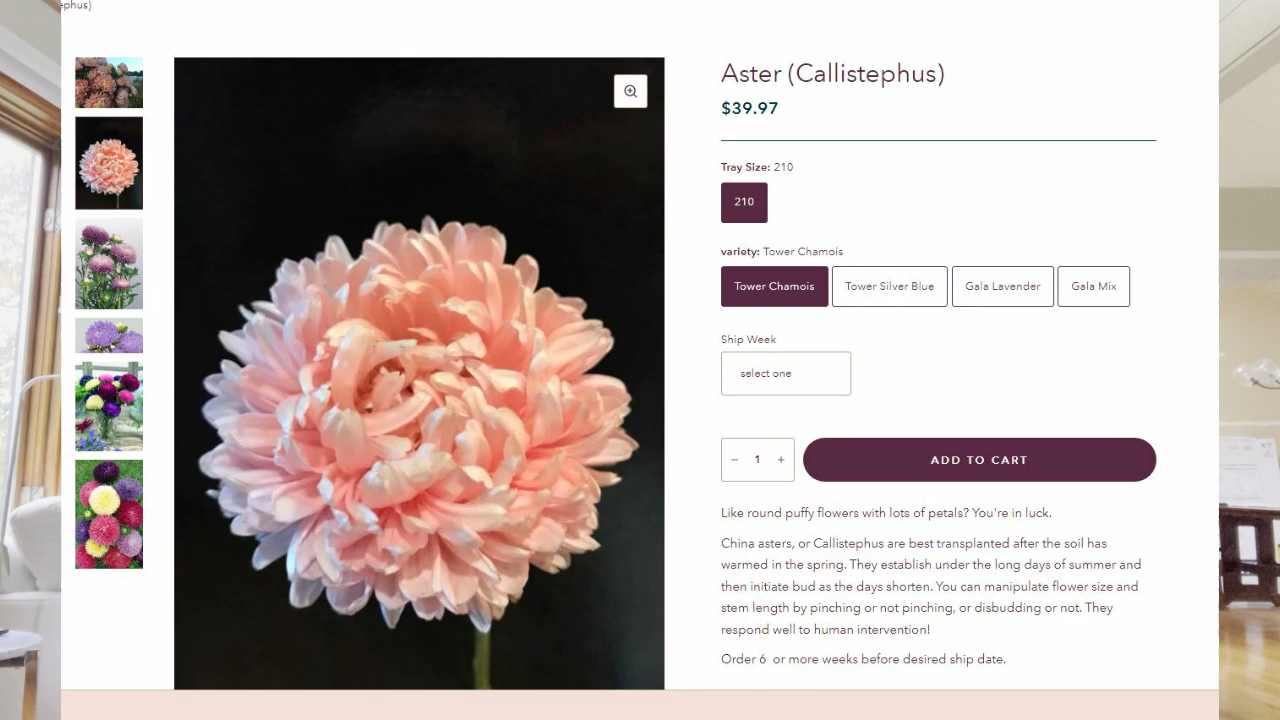 ephus)
Aster (Callistephus)
$39.97
Tray Size: 210
210
variety: Tower Chamois
Tower Chamois
Tower Silver Blue
Gala Lavender
Gala Mix
Ship Week
select one
− 1 +
ADD TO CART
Like round puffy flowers with lots of petals? You're in luck.
China asters, or Callistephus are best transplanted after the soil has
warmed in the spring. They establish under the long days of summer and
then initiate bud as the days shorten. You can manipulate flower size and
stem length by pinching or not pinching, or disbudding or not. They
respond well to human intervention!
Order 6 or more weeks before desired ship date.